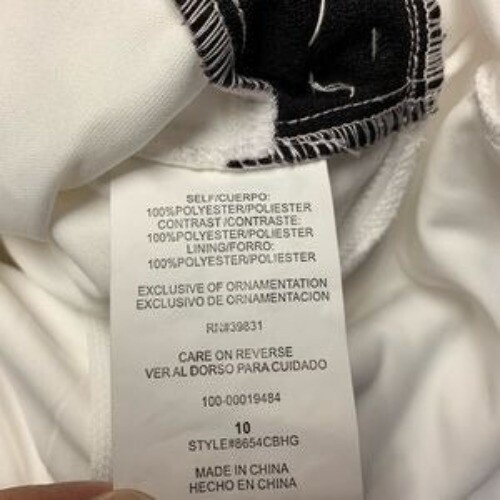 SELF/CUERPO:
100%POLYESTER/POLIESTER
CONTRAST/CONTRASTE:
100%POLYESTER/POLIESTER
LINING/FORRO:
100%POLYESTER/POLIESTER
EXCLUSIVE OF ORNAMENTATION
EXCLUSIVO DE ORNAMENTACION
RN#39831
CARE ON REVERSE
VER AL DORSO PARA CUIDADO
100-00019484
10
STYLE#8654CBHG
MADE IN CHINA
HECHO EN CHINA